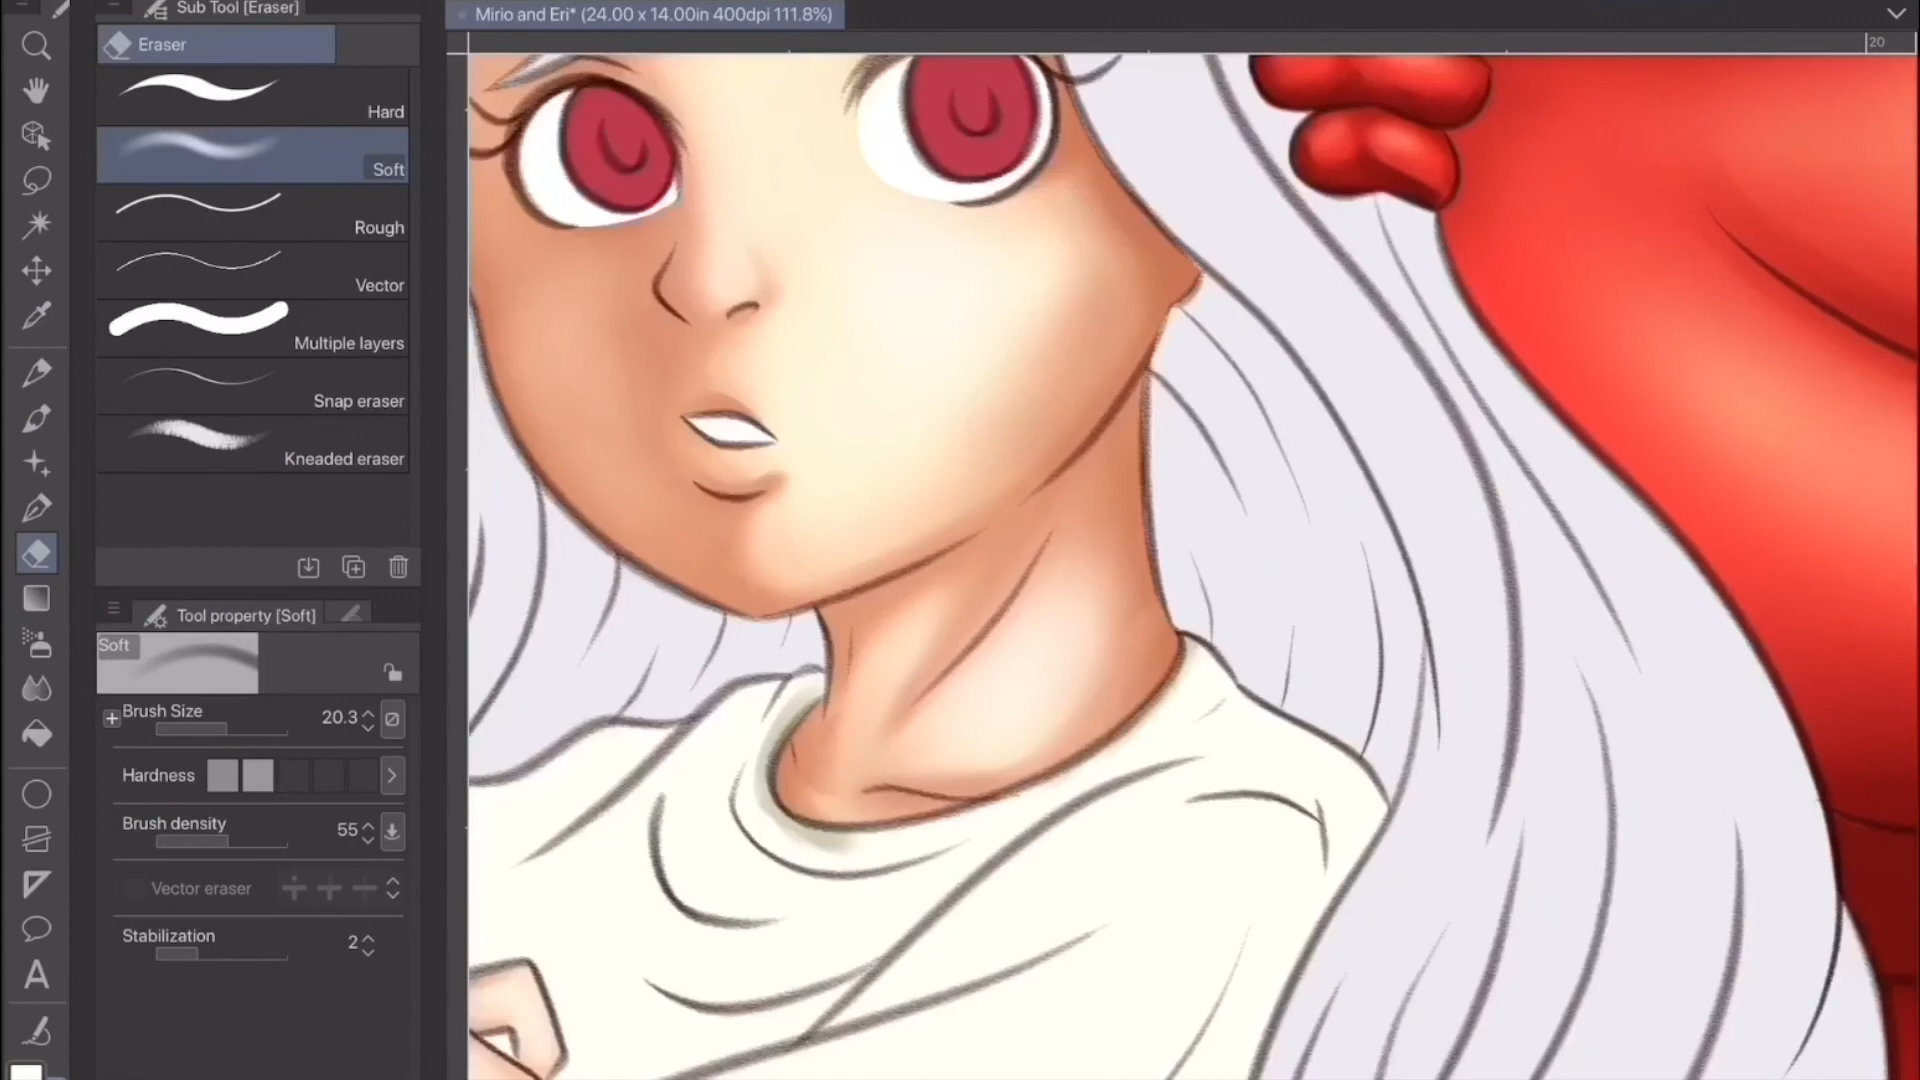 Sub Tool [Eraser]
Mirio and Eri* (24.00 x 14.00in 400dpi 111.8%)
Eraser
20
Hard
Soft
Rough
Vector
Multiple layers
Snap eraser
Kneaded eraser
Tool property [Soft]
Soft
Brush Size 20.3
Hardness
Brush density 55
Vector eraser
Stabilization 2
A